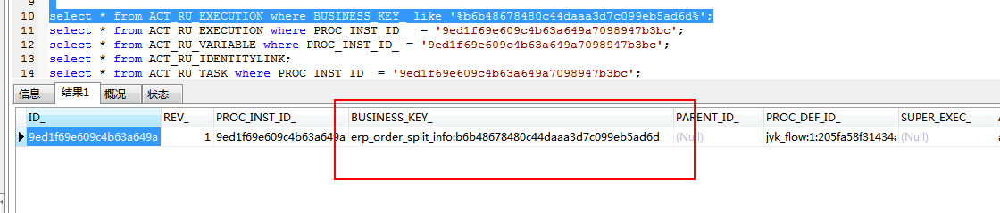 9
10 select * from ACT_RU_EXECUTION where BUSINESS_KEY_ like '%b6b48678480c44daaa3d7c099eb5ad6d%';
11 select * from ACT_RU_EXECUTION where PROC_INST_ID_ = '9ed1f69e609c4b63a649a7098947b3bc';
12 select * from ACT_RU_VARIABLE where PROC_INST_ID_ = '9ed1f69e609c4b63a649a7098947b3bc';
13 select * from ACT_RU_IDENTITYLINK;
14 select * from ACT_RU_TASK where PROC_INST_ID_ = '9ed1f69e609c4b63a649a7098947b3bc';
信息 结果1 概况 状态
ID_ REV_ PROC_INST_ID_ BUSINESS_KEY_ PARENT_ID_ PROC_DEF_ID_ SUPER_EXEC_
9ed1f69e609c4b63a649a 1 9ed1f69e609c4b63a649a erp_order_split_info:b6b48678480c44daaa3d7c099eb5ad6d (Null) jyk_flow:1:205fa58f31434a (Null)